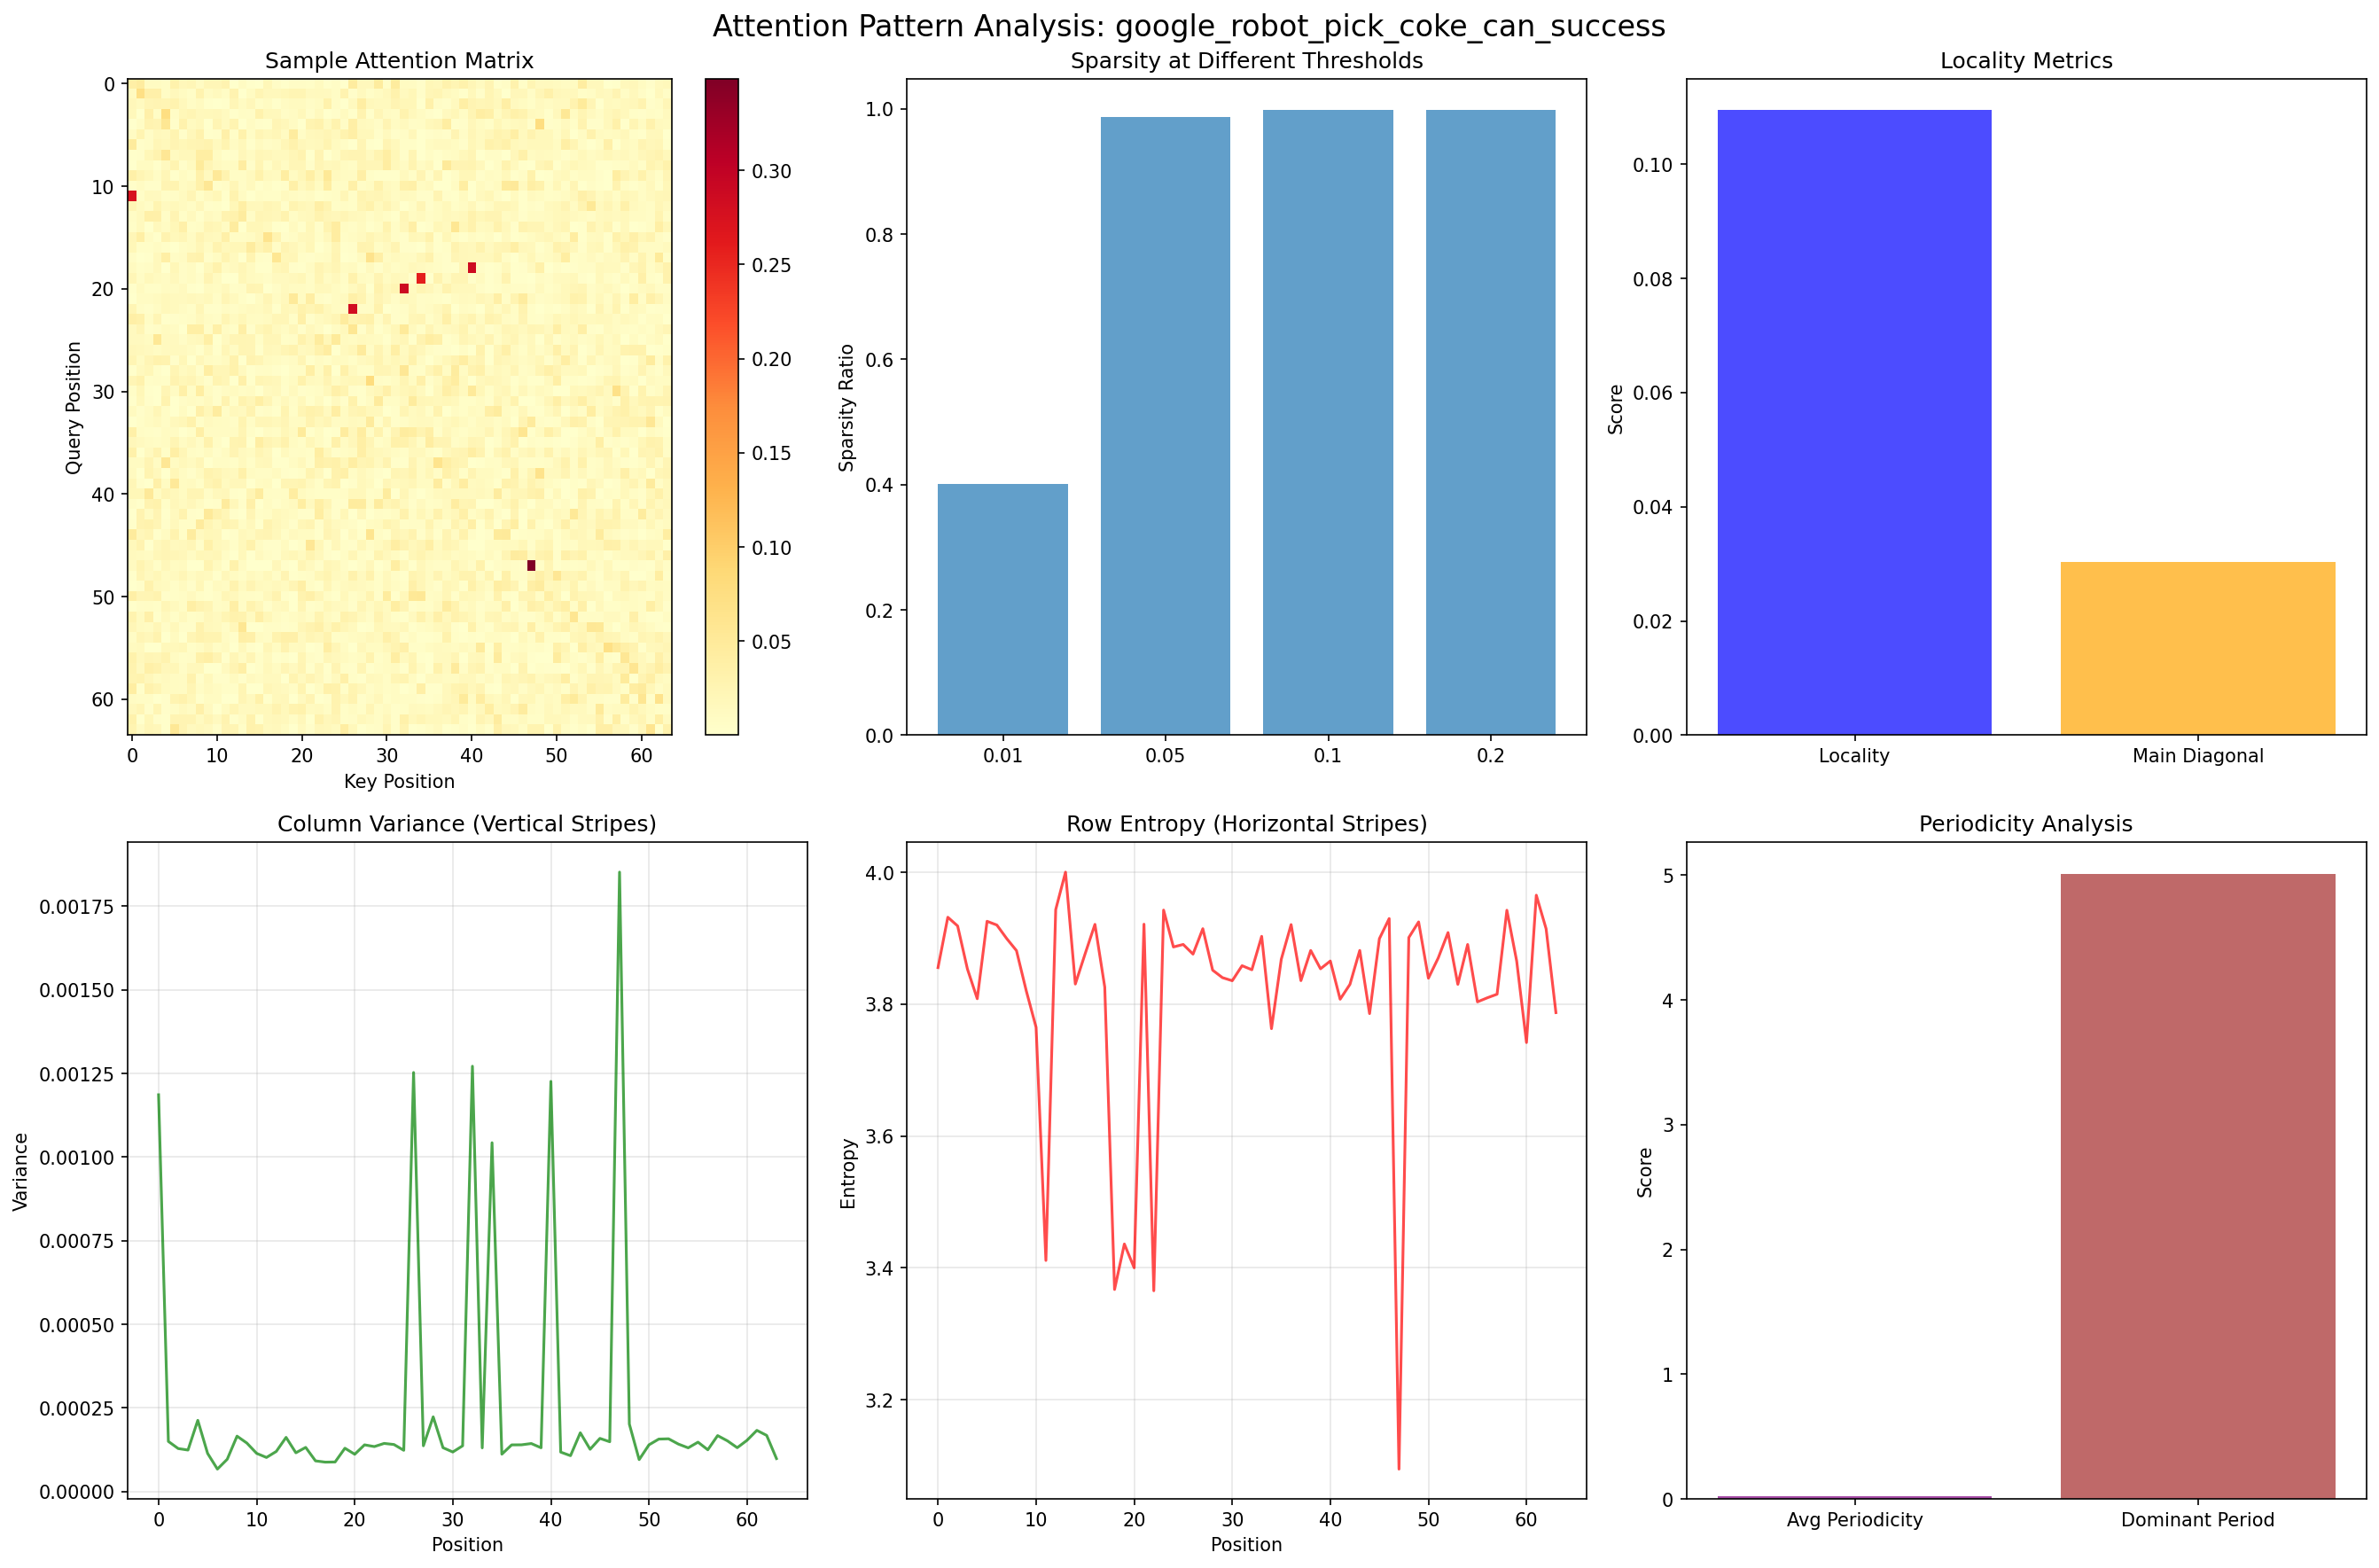 Attention Pattern Analysis: google_robot_pick_coke_can_success
Sample Attention Matrix
0
10
20
30
40
50
60
Query Position
0 10 20 30 40 50 60
Key Position
0.30
0.25
0.20
0.15
0.10
0.05
Sparsity at Different Thresholds
1.0
0.8
0.6
0.4
0.2
0.0
Sparsity Ratio
0.01 0.05 0.1 0.2
Locality Metrics
0.10
0.08
0.06
0.04
0.02
0.00
Score
Locality Main Diagonal
Column Variance (Vertical Stripes)
0.00175
0.00150
0.00125
0.00100
0.00075
0.00050
0.00025
0.00000
Variance
0 10 20 30 40 50 60
Position
Row Entropy (Horizontal Stripes)
4.0
3.8
3.6
3.4
3.2
Entropy
0 10 20 30 40 50 60
Position
Periodicity Analysis
5
4
3
2
1
0
Score
Avg Periodicity Dominant Period